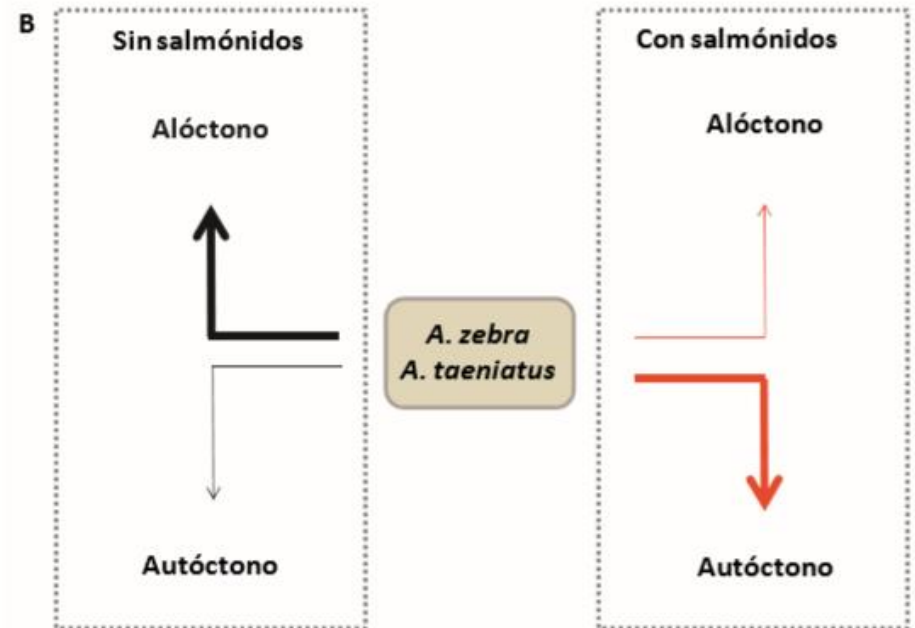 B
Sin salmónidos
Con salmónidos
Alóctono
Alóctono
A. zebra
A. taeniatus
Autóctono
Autóctono